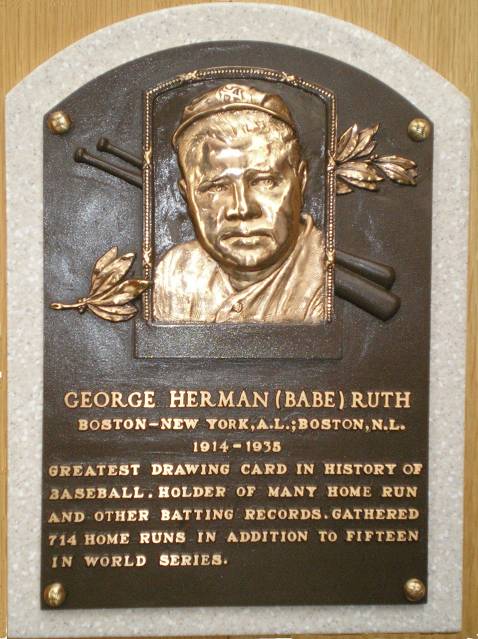 GEORGE HERMAN (BABE) RUTH
BOSTON-NEW YORK, A.L.; BOSTON, N.L.
1914-1935
GREATEST DRAWING CARD IN HISTORY OF
BASEBALL. HOLDER OF MANY HOME RUN
AND OTHER BATTING RECORDS. GATHERED
714 HOME RUNS IN ADDITION TO FIFTEEN
IN WORLD SERIES.